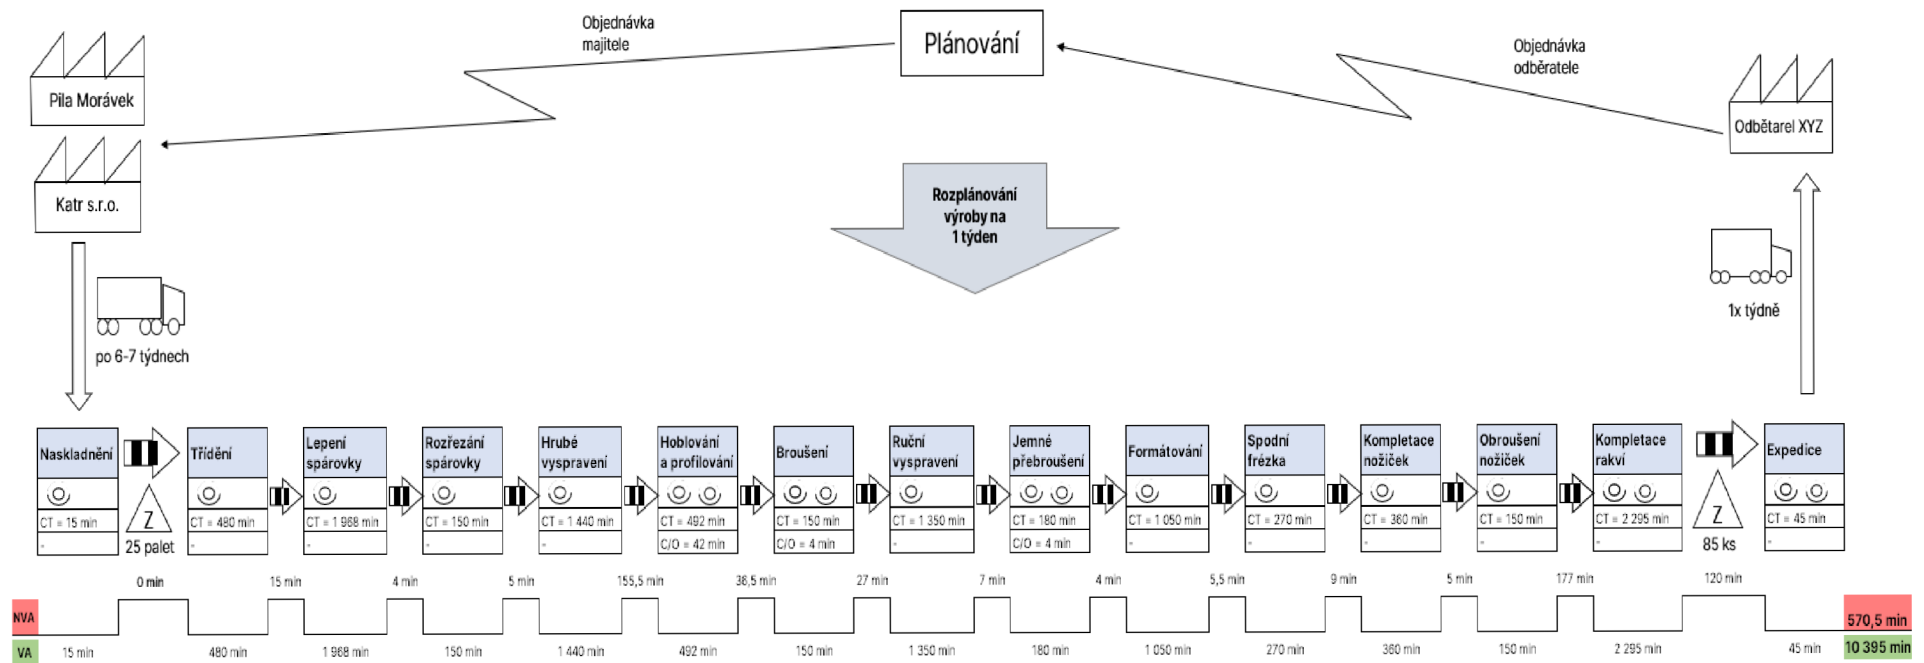 Objednávka
majitele
Plánování
Objednávka
odběratele
Pila Morávek
Katr s.r.o.
Odbětarel XYZ
Rozplánování
výroby na
1 týden
po 6-7 týdnech
1x týdně
Naskladnění
CT = 15 min
-
Z
25 palet
Třídění
CT = 480 min
-
Lepení
spárovky
CT = 1 968 min
-
Rozřezání
spárovky
CT = 150 min
-
Hrubé
vyspravení
CT = 1 440 min
-
Hoblování
a profilování
CT = 492 min
C/O = 42 min
Broušení
CT = 150 min
C/O = 4 min
Ruční
vyspravení
CT = 1 350 min
-
Jemné
přebroušení
CT = 180 min
C/O = 4 min
Formátování
CT = 1 050 min
-
Spodní
frézka
CT = 270 min
-
Kompletace
nožiček
CT = 360 min
-
Obroušení
nožiček
CT = 150 min
-
Kompletace
rakví
CT = 2 295 min
-
Z
85 ks
Expedice
CT = 45 min
-
0 min 15 min 4 min 5 min 155,5 min 36,5 min 27 min 7 min 4 min 5,5 min 9 min 5 min 177 min 120 min
NVA 570,5 min
VA 15 min 480 min 1 968 min 150 min 1 440 min 492 min 150 min 1 350 min 180 min 1 050 min 270 min 360 min 150 min 2 295 min 45 min 10 395 min